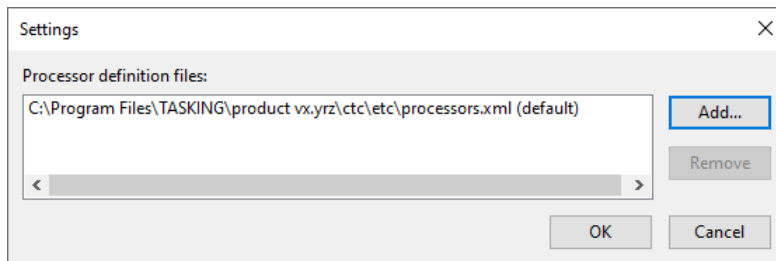 Settings
Processor definition files:
C:\Program Files\TASKING\product vx.yrz\ctc\etc\processors.xml (default)
Add...
Remove
OK
Cancel